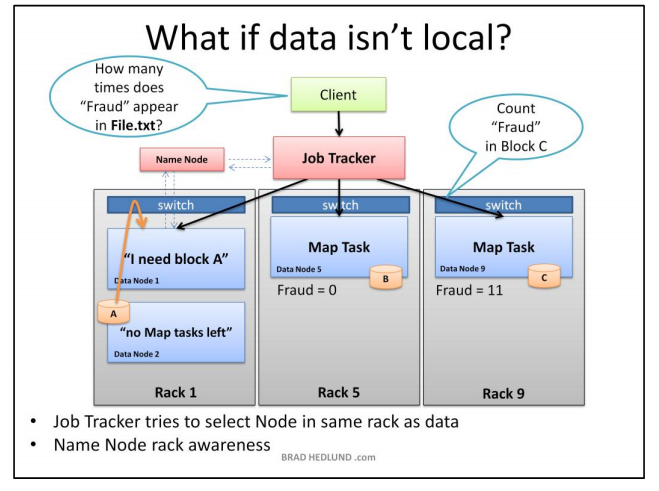 What if data isn’t local?
How many
times does
“Fraud” appear
in File.txt?
Client
Count
“Fraud”
in Block C
Name Node
Job Tracker
switch
switch
switch
“I need block A”
Data Node 1
Map Task
Data Node 5
B
Fraud = 0
Map Task
Data Node 9
C
Fraud = 11
A
“no Map tasks left”
Data Node 2
Rack 1
Rack 5
Rack 9
• Job Tracker tries to select Node in same rack as data
• Name Node rack awareness
BRAD HEDLUND .com